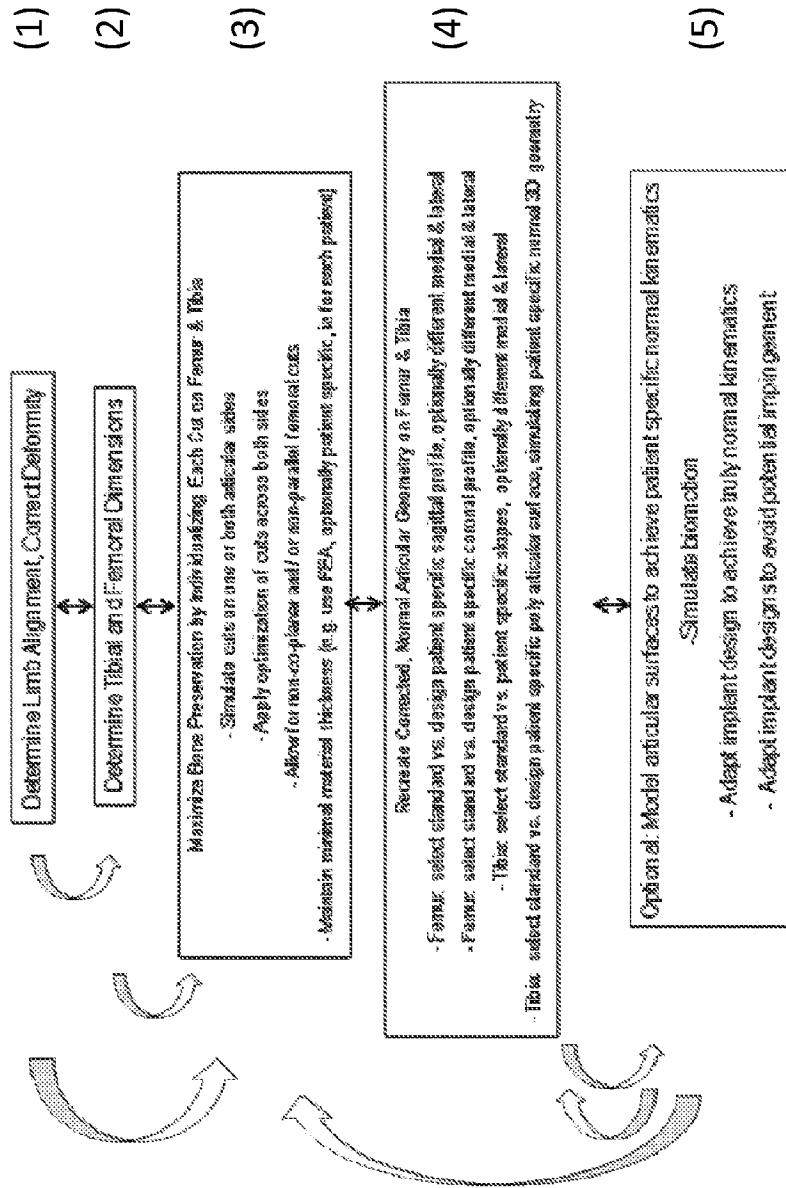 (1)
Determine Limb Alignment, Correct Deformity
(2)
Determine Tibial and Femoral Dimensions
(3)
Maximize Bone Preservation by Individualizing Each Cut on Femur & Tibia
- Simulate cuts on one or both articular sides
- Apply optimization of cuts across both sides
- Allow for non-co-planar and / or non-parallel femoral cuts
- Maintain minimal material thickness (e.g. use FEA, optionally patient specific, ie for each patient)
(4)
Recreate Corrected, Normal Articular Geometry on Femur & Tibia
- Femur: select standard vs. design patient specific sagittal profile, optionally different medial & lateral
- Femur: select standard vs. design patient specific coronal profile, optionally different medial & lateral
- Tibia: select standard vs. patient specific slopes, optionally different medial & lateral
- Tibia: select standard vs. design patient specific poly articular surface, simulating patient specific normal 3D geometry
(5)
Optional: Model articular surfaces to achieve patient specific normal kinematics
-Simulate biomotion
- Adapt implant design to achieve truly normal kinematics
- Adapt implant designs to avoid potential impingement